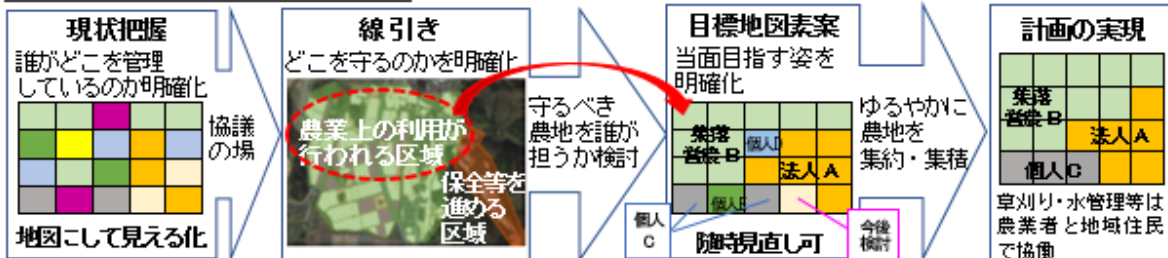 現状把握
誰がどこを管理
しているのか明確化
地図にして見える化
協議
の場
線引き
どこを守るのかを明確化
農業上の利用が
行われる区域
保全等を
進める
区域
守るべき
農地を誰が
担うか検討
目標地図素案
当面目指す姿を
明確化
集落
営農B
個人D
法人A
個人E
個人
C
今後
検討
随時見直し可
ゆるやかに
農地を
集約・集積
計画の実現
集落
営農B
法人A
個人C
草刈り・水管理等は
農業者と地域住民
で協働